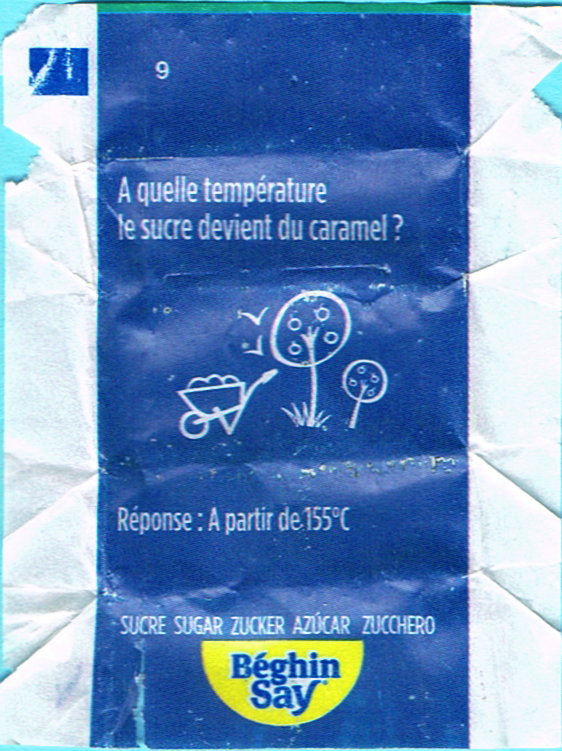 9
A quelle température
le sucre devient du caramel ?
Réponse : A partir de 155°C
SUCRE SUGAR ZUCKER AZÚCAR ZUCCHERO
Béghin
Say